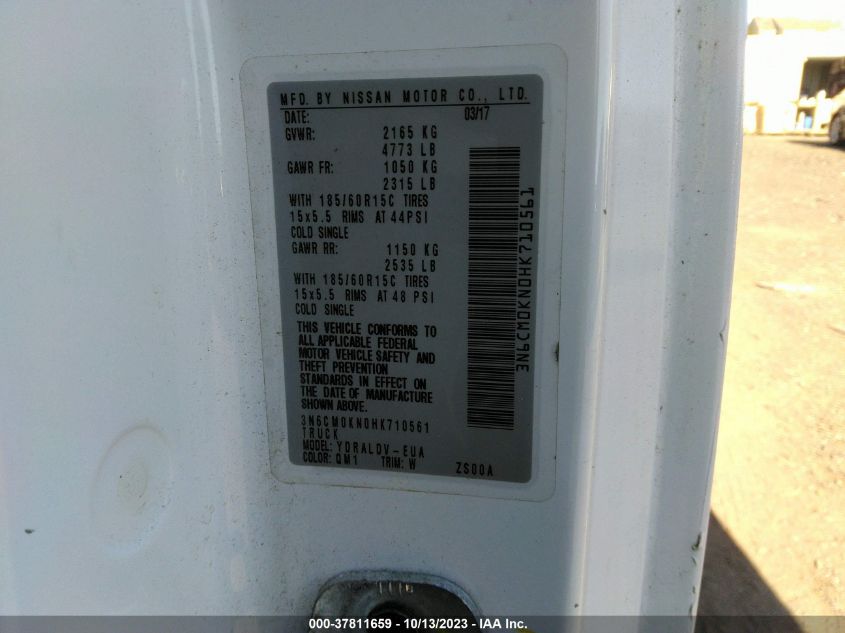 MFD. BY NISSAN MOTOR CO., LTD.
DATE: 03/17
GVWR: 2165 KG
4773 LB
GAWR FR: 1050 KG
2315 LB
WITH 185/60R15C TIRES
15x5.5 RIMS AT 44PSI
COLD SINGLE
GAWR RR: 1150 KG
2535 LB
WITH 185/60R15C TIRES
15x5.5 RIMS AT 48 PSI
COLD SINGLE
THIS VEHICLE CONFORMS TO
ALL APPLICABLE FEDERAL
MOTOR VEHICLE SAFETY AND
THEFT PREVENTION
STANDARDS IN EFFECT ON
THE DATE OF MANUFACTURE
SHOWN ABOVE.
3N6CM0KN0HK710561
TRUCK
MODEL: YDRALDV-EUA
COLOR: QM1 TRIM: W ZS00A
3N6CM0KN0HK710561
000-37811659 - 10/13/2023 - IAA Inc.